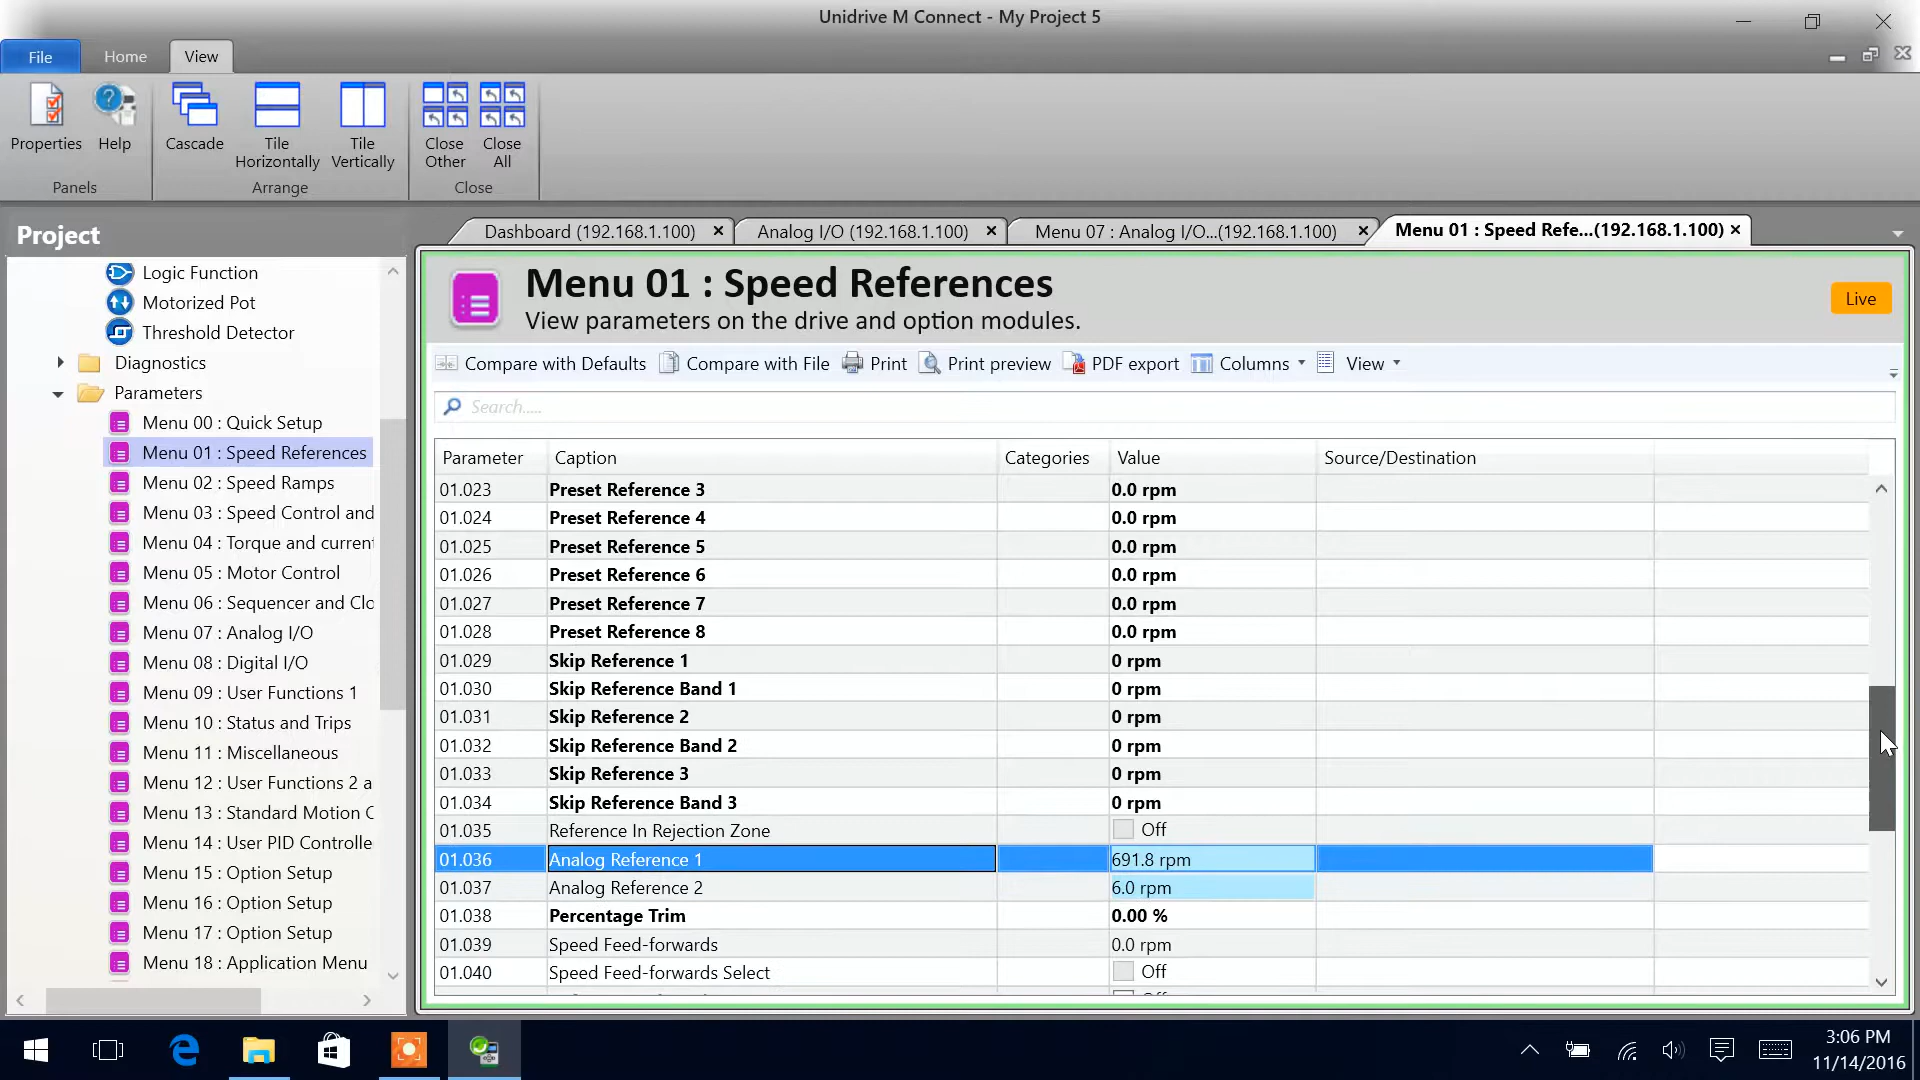 Unidrive M Connect - My Project 5
File
Home
View
Properties
Help
Cascade
Tile
Horizontally
Tile
Vertically
Close
Other
Close
All
Panels
Arrange
Close
Project
Logic Function
Motorized Pot
Threshold Detector
Diagnostics
Parameters
Menu 00 : Quick Setup
Menu 01 : Speed References
Menu 02 : Speed Ramps
Menu 03 : Speed Control and
Menu 04 : Torque and current
Menu 05 : Motor Control
Menu 06 : Sequencer and Clo
Menu 07 : Analog I/O
Menu 08 : Digital I/O
Menu 09 : User Functions 1
Menu 10 : Status and Trips
Menu 11 : Miscellaneous
Menu 12 : User Functions 2 a
Menu 13 : Standard Motion C
Menu 14 : User PID Controlle
Menu 15 : Option Setup
Menu 16 : Option Setup
Menu 17 : Option Setup
Menu 18 : Application Menu
Dashboard (192.168.1.100)
Analog I/O (192.168.1.100)
Menu 07 : Analog I/O...(192.168.1.100)
Menu 01 : Speed Refe...(192.168.1.100)
Menu 01 : Speed References
View parameters on the drive and option modules.
Live
Compare with Defaults
Compare with File
Print
Print preview
PDF export
Columns
View
Search.....
Parameter Caption Categories Value Source/Destination
01.023 Preset Reference 3 0.0 rpm
01.024 Preset Reference 4 0.0 rpm
01.025 Preset Reference 5 0.0 rpm
01.026 Preset Reference 6 0.0 rpm
01.027 Preset Reference 7 0.0 rpm
01.028 Preset Reference 8 0.0 rpm
01.029 Skip Reference 1 0 rpm
01.030 Skip Reference Band 1 0 rpm
01.031 Skip Reference 2 0 rpm
01.032 Skip Reference Band 2 0 rpm
01.033 Skip Reference 3 0 rpm
01.034 Skip Reference Band 3 0 rpm
01.035 Reference In Rejection Zone Off
01.036 Analog Reference 1 691.8 rpm
01.037 Analog Reference 2 6.0 rpm
01.038 Percentage Trim 0.00 %
01.039 Speed Feed-forwards 0.0 rpm
01.040 Speed Feed-forwards Select Off
3:06 PM
11/14/2016